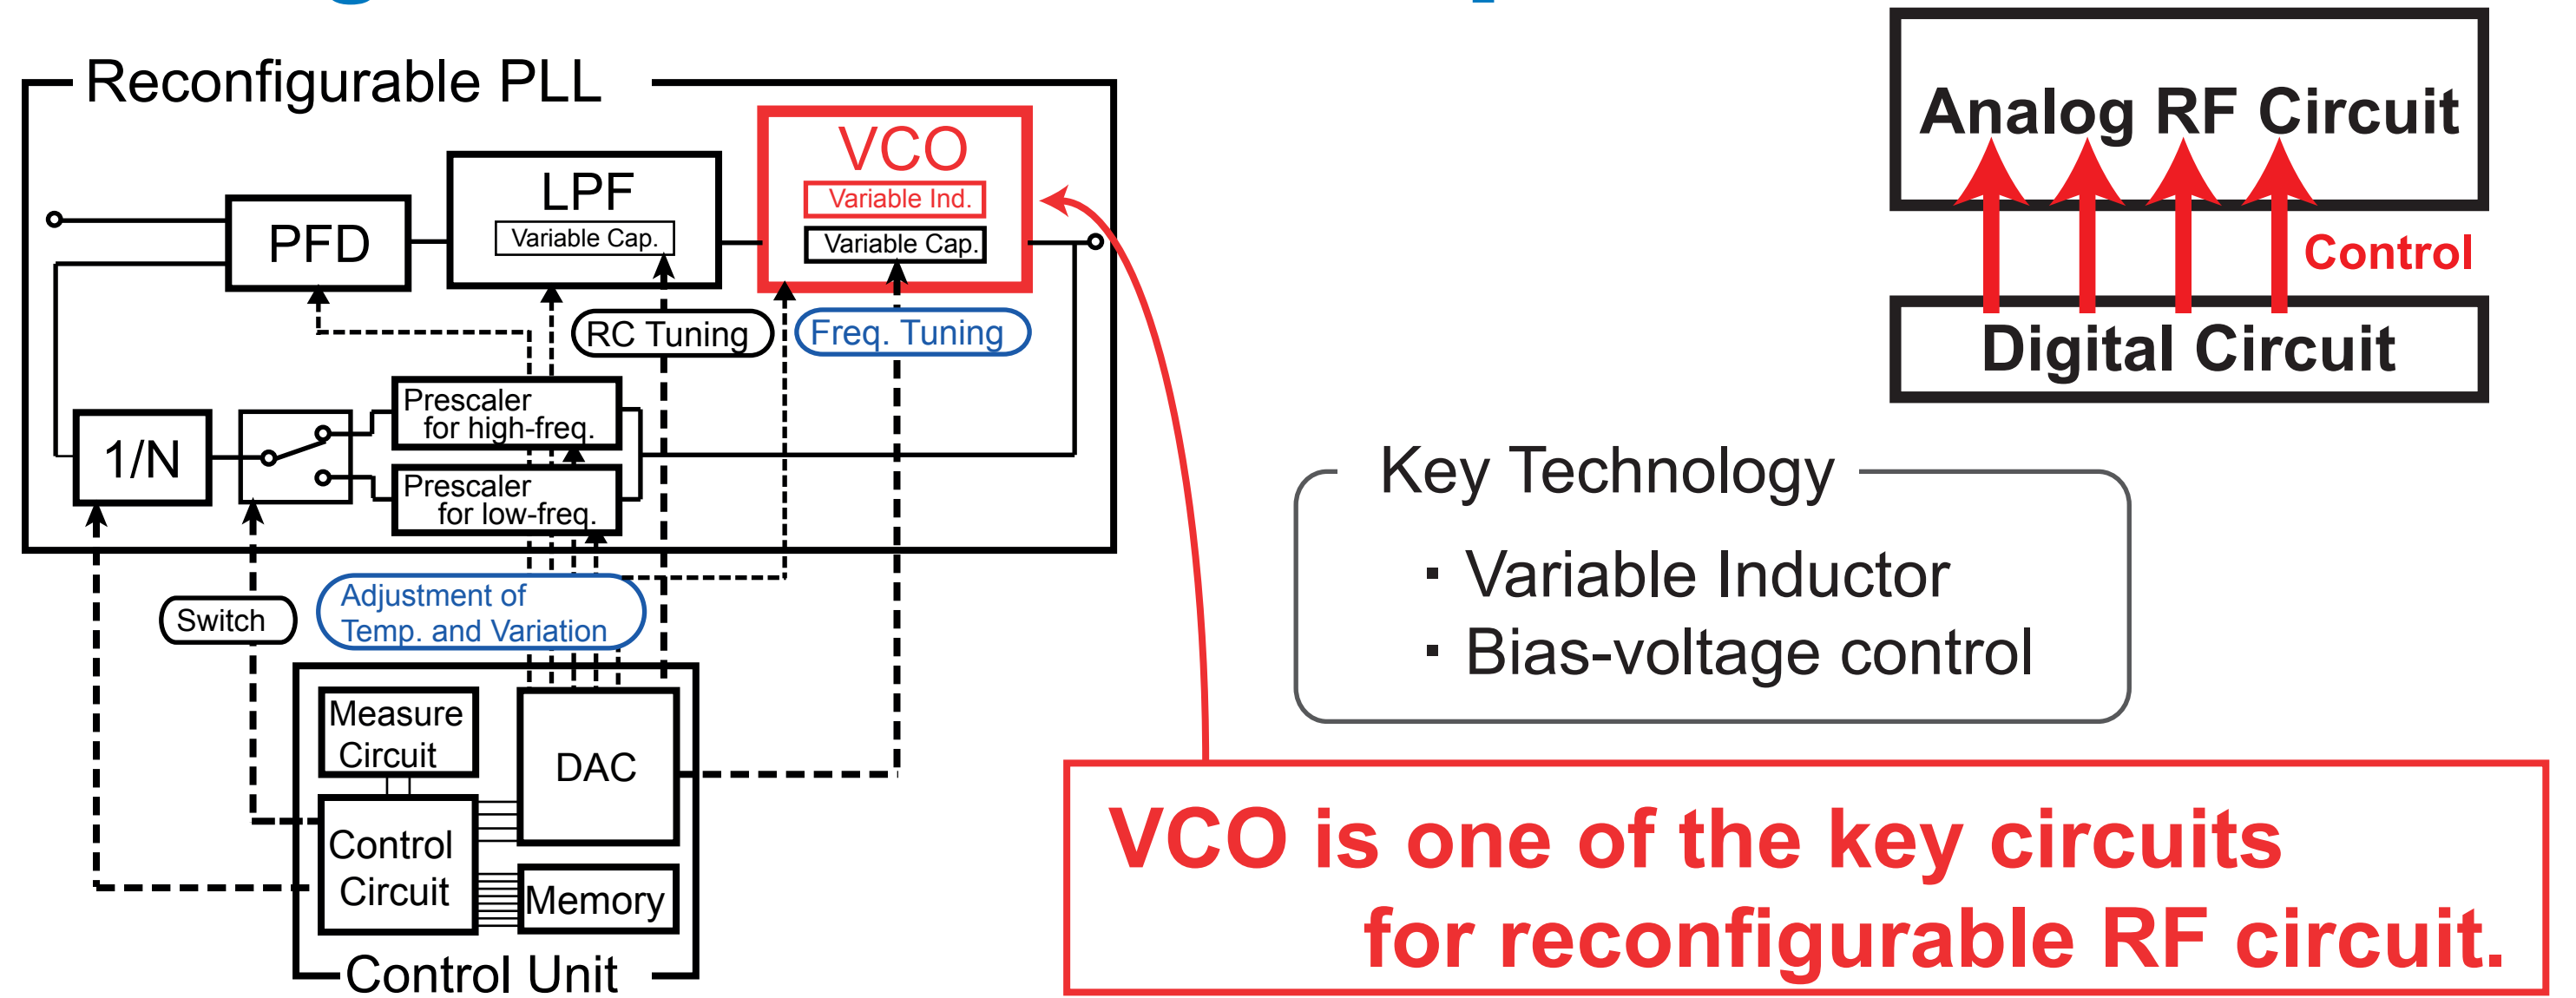 Reconfigurable PLL
VCO
Variable Ind.
Variable Cap.
LPF
Variable Cap.
PFD
RC Tuning
Freq. Tuning
Prescaler
for high-freq.
Prescaler
for low-freq.
1/N
Switch
Adjustment of
Temp. and Variation
Measure
Circuit
DAC
Control
Circuit
Memory
Control Unit
Analog RF Circuit
Control
Digital Circuit
Key Technology
・Variable Inductor
・Bias-voltage control
VCO is one of the key circuits
for reconfigurable RF circuit.